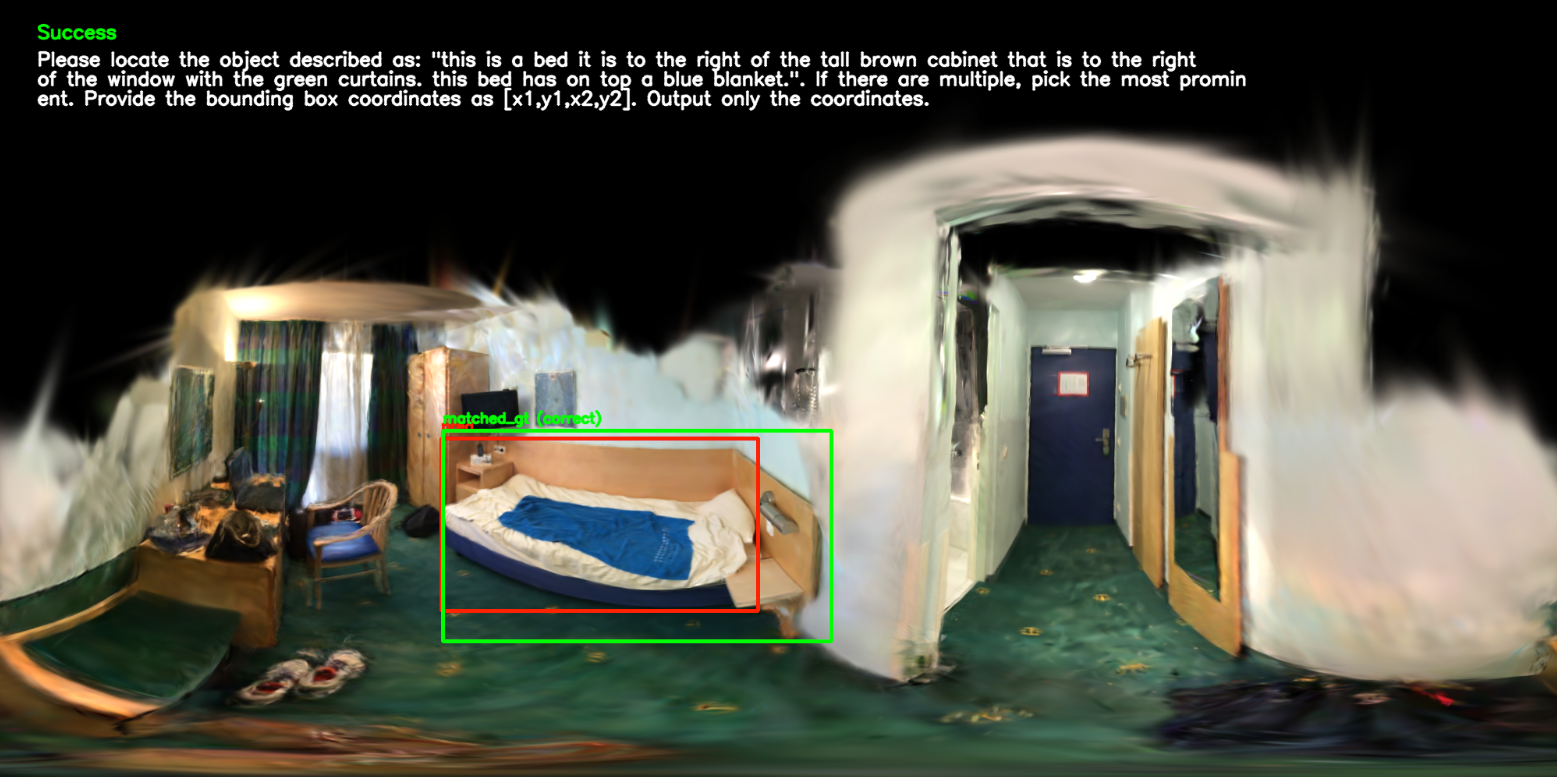 Success
Please locate the object described as: "this is a bed it is to the right of the tall brown cabinet that is to the right
of the window with the green curtains. this bed has on top a blue blanket.". If there are multiple, pick the most promin
ent. Provide the bounding box coordinates as [x1,y1,x2,y2]. Output only the coordinates.
matched_gt (correct)